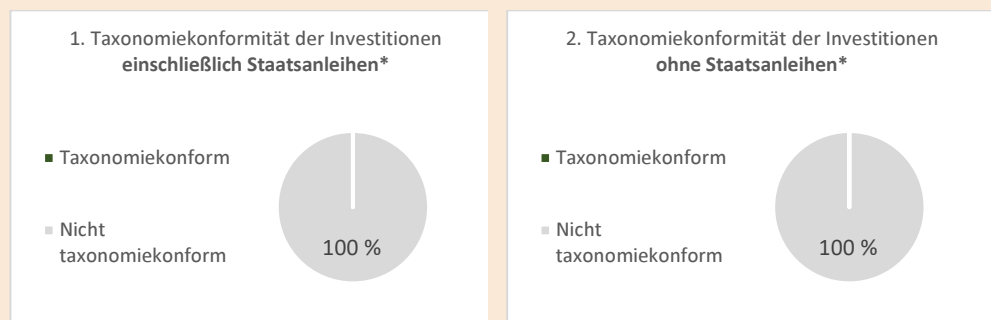 1. Taxonomiekonformität der Investitionen
einschließlich Staatsanleihen*
Taxonomiekonform
Nicht
taxonomiekonform
100 %
2. Taxonomiekonformität der Investitionen
ohne Staatsanleihen*
Taxonomiekonform
Nicht
taxonomiekonform
100 %